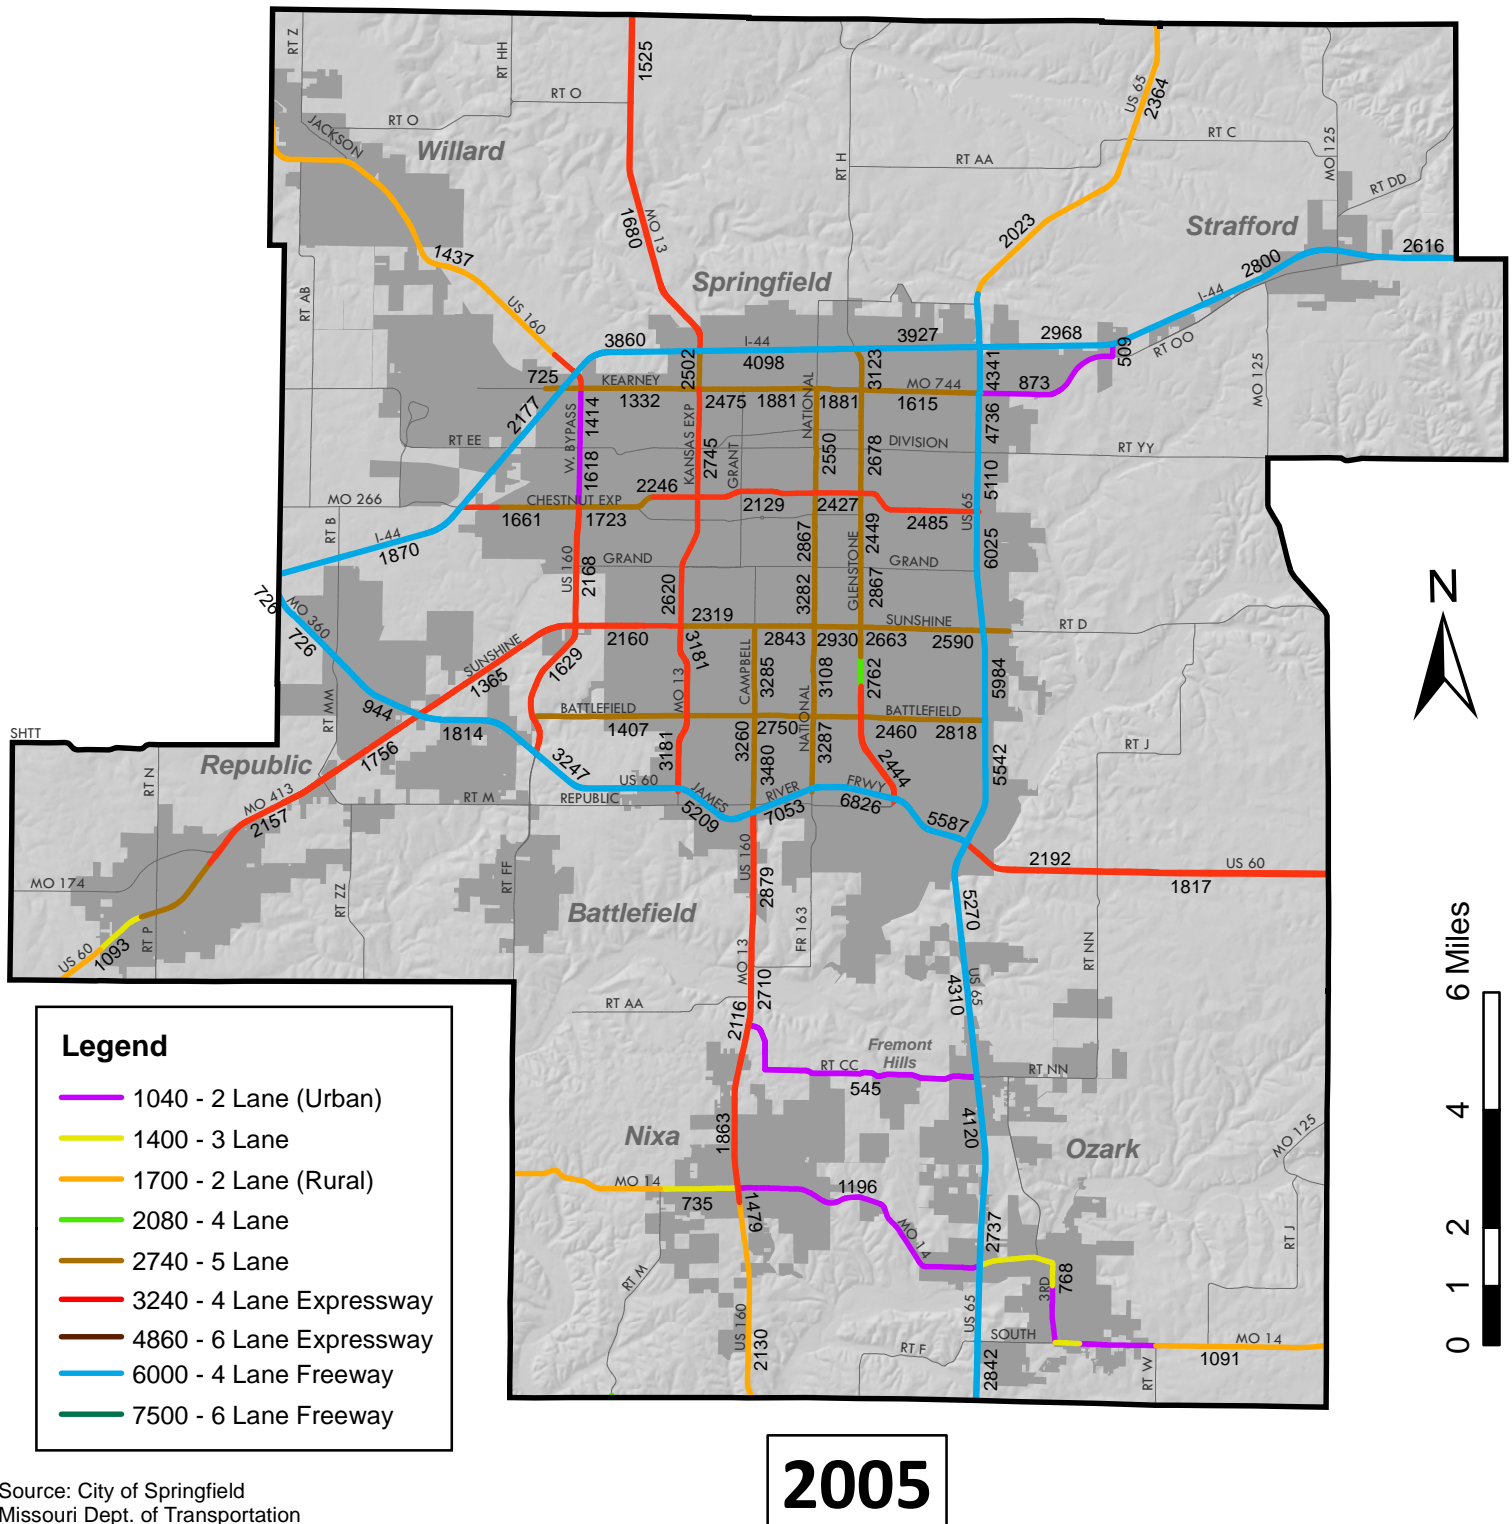 RT Z
RT HH
1525
US 65
2364
RT O
RT O
JACKSON
Willard
RT C
RT AA
RT H
MO 125
RT DD
1680
MO 13
2023
Strafford
2616
1437
2800
Springfield
I-44
RT AB
US 160
3860
I-44
4098
3927
2968
509
RT OO
2502
3123
4341
725
KEARNEY
1332
2475
1881
NATIONAL
1881
MO 744
1615
873
MO 125
2177
W. BYPASS
1414
KANSAS EXP
2745
GRANT
2550
2678
4736
RT EE
DIVISION
RT YY
1618
5110
MO 266
CHESTNUT EXP
2246
1661
1723
2129
2427
2449
2485
US 65
RT B
I-44
1870
US 160
2168
GRAND
2867
GLENSTONE
GRAND
6025
726
MO 360
726
2620
3282
2867
N
2319
SUNSHINE
RT D
SUNSHINE
1365
2160
2843
2930
2663
2590
1629
3181
CAMPBELL
3285
3108
2762
5984
RT MM
944
MO 13
BATTLEFIELD
1407
2750
NATIONAL
BATTLEFIELD
2460
2818
SHTT
1814
1756
3181
3260
3480
3287
2444
5542
RT J
Republic
RT N
3247
US 60
REPUBLIC
JAMES
RIVER
FRWY
5209
7053
6826
5587
MO 413
2157
RT M
US 160
2192
US 60
1817
MO 174
RT ZZ
RT FF
2879
Battlefield
5270
FR 163
RT P
US 60
1093
MO 13
2710
US 65
4310
RT NN
6 Miles
4
2
1
0
RT AA
2116
Fremont
Hills
RT CC
545
RT NN
Nixa
1863
4120
Ozark
MO 125
MO 14
735
1479
1196
MO 14
2737
RT J
RT M
3RD
768
US 160
2130
US 65
SOUTH
RT F
2842
MO 14
1091
RT W
Legend
1040 - 2 Lane (Urban)
1400 - 3 Lane
1700 - 2 Lane (Rural)
2080 - 4 Lane
2740 - 5 Lane
3240 - 4 Lane Expressway
4860 - 6 Lane Expressway
6000 - 4 Lane Freeway
7500 - 6 Lane Freeway
2005
Source: City of Springfield
Missouri Dept. of Transportation